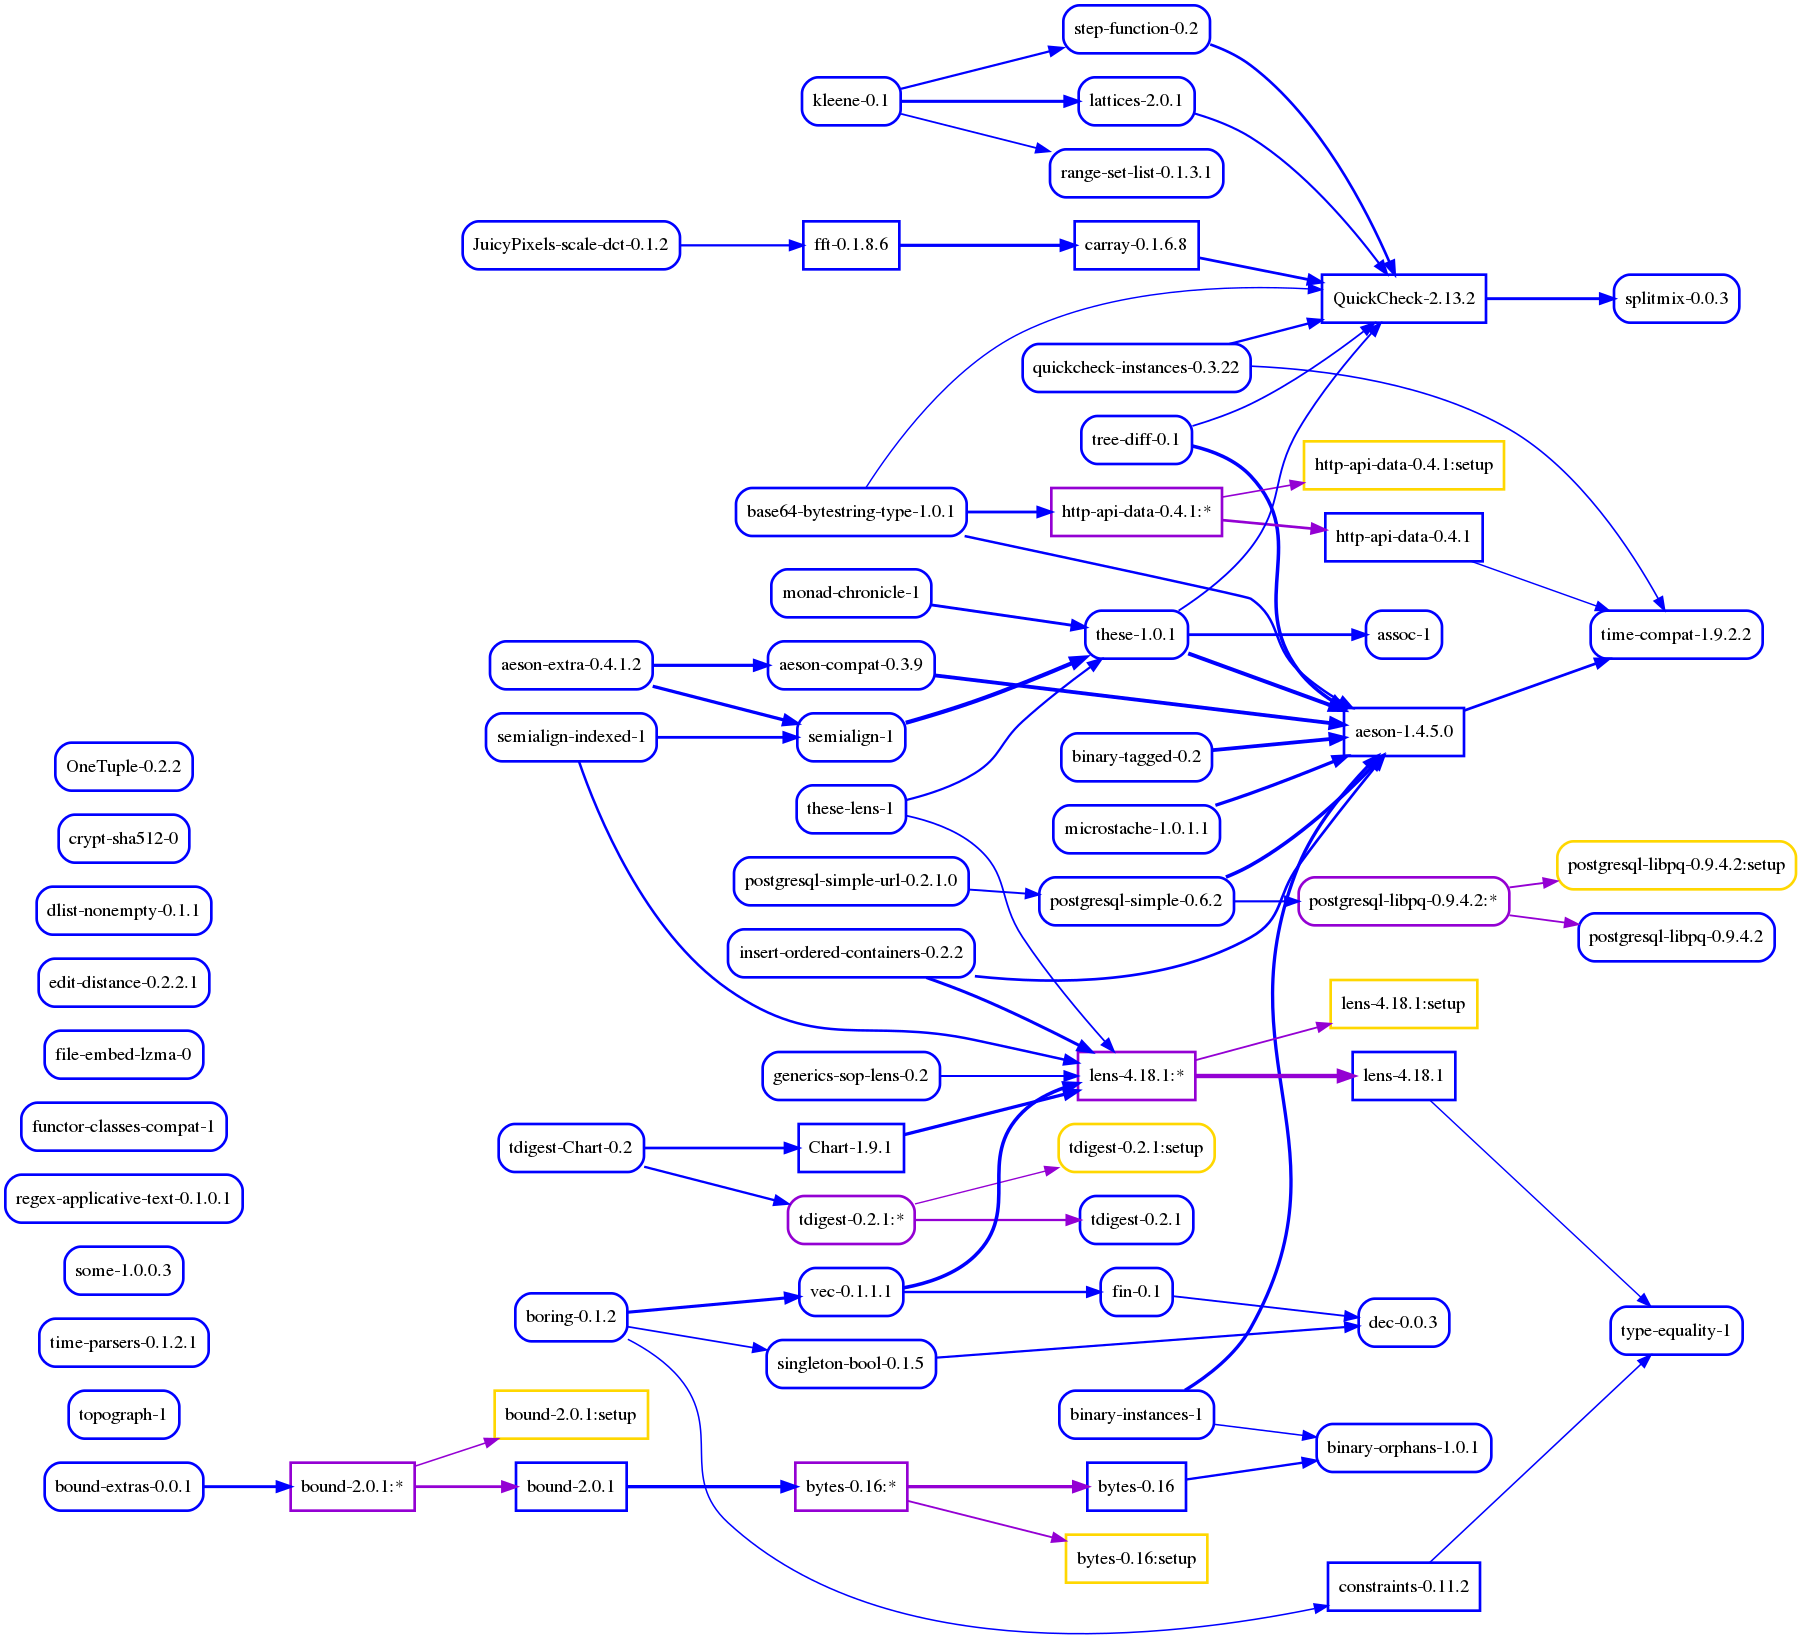 step-function-0.2
kleene-0.1
lattices-2.0.1
range-set-list-0.1.3.1
JuicyPixels-scale-dct-0.1.2
fft-0.1.8.6
carray-0.1.6.8
QuickCheck-2.13.2
splitmix-0.0.3
quickcheck-instances-0.3.22
tree-diff-0.1
http-api-data-0.4.1:setup
base64-bytestring-type-1.0.1
http-api-data-0.4.1:*
http-api-data-0.4.1
monad-chronicle-1
these-1.0.1
assoc-1
time-compat-1.9.2.2
aeson-extra-0.4.1.2
aeson-compat-0.3.9
semialign-indexed-1
semialign-1
aeson-1.4.5.0
binary-tagged-0.2
OneTuple-0.2.2
these-lens-1
microstache-1.0.1.1
crypt-sha512-0
postgresql-libpq-0.9.4.2:setup
postgresql-simple-url-0.2.1.0
postgresql-simple-0.6.2
postgresql-libpq-0.9.4.2:*
dlist-nonempty-0.1.1
postgresql-libpq-0.9.4.2
insert-ordered-containers-0.2.2
edit-distance-0.2.2.1
lens-4.18.1:setup
file-embed-lzma-0
generics-sop-lens-0.2
lens-4.18.1:*
lens-4.18.1
functor-classes-compat-1
tdigest-Chart-0.2
Chart-1.9.1
tdigest-0.2.1:setup
regex-applicative-text-0.1.0.1
tdigest-0.2.1:*
tdigest-0.2.1
some-1.0.0.3
vec-0.1.1.1
fin-0.1
boring-0.1.2
dec-0.0.3
type-equality-1
time-parsers-0.1.2.1
singleton-bool-0.1.5
topograph-1
bound-2.0.1:setup
binary-instances-1
binary-orphans-1.0.1
bound-extras-0.0.1
bound-2.0.1:*
bound-2.0.1
bytes-0.16:*
bytes-0.16
bytes-0.16:setup
constraints-0.11.2